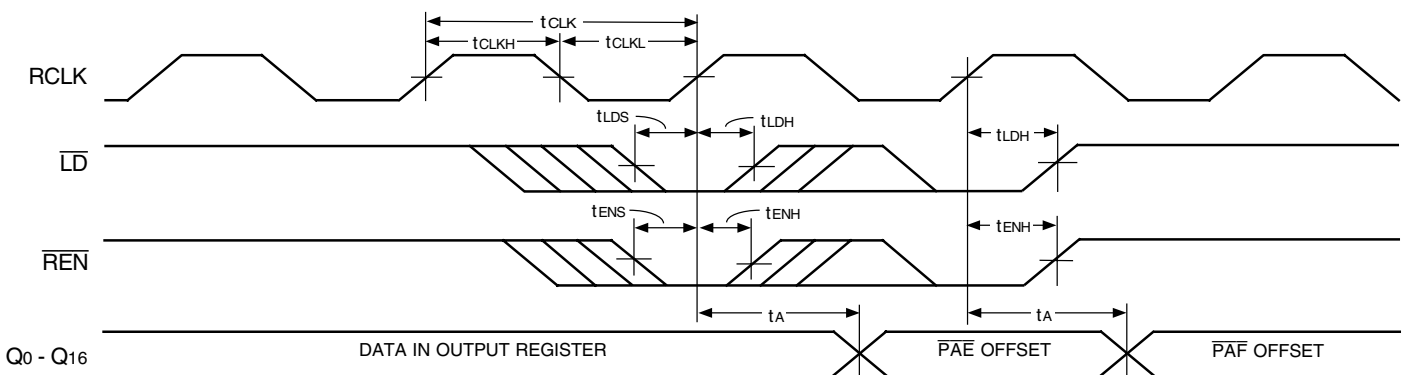 tCLK
tCLKH tCLKL
RCLK
tLDS tLDH tLDH
LD
tENS tENH tENH
REN
tA tA
Q0 - Q16 DATA IN OUTPUT REGISTER PAE OFFSET PAF OFFSET